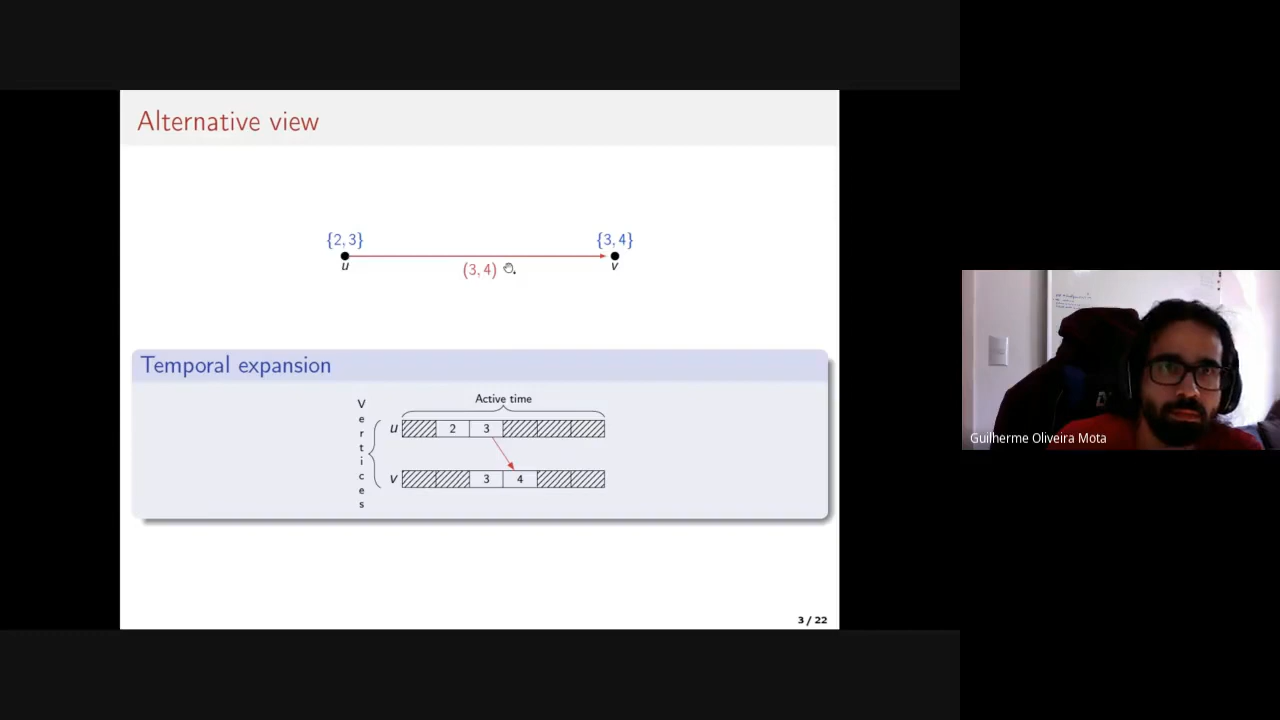 Alternative view
{2, 3}
{3, 4}
u
(3, 4)
v
Temporal expansion
Vertices
Active time
u 2 3
v 3 4
3 / 22
Guilherme Oliveira Mota